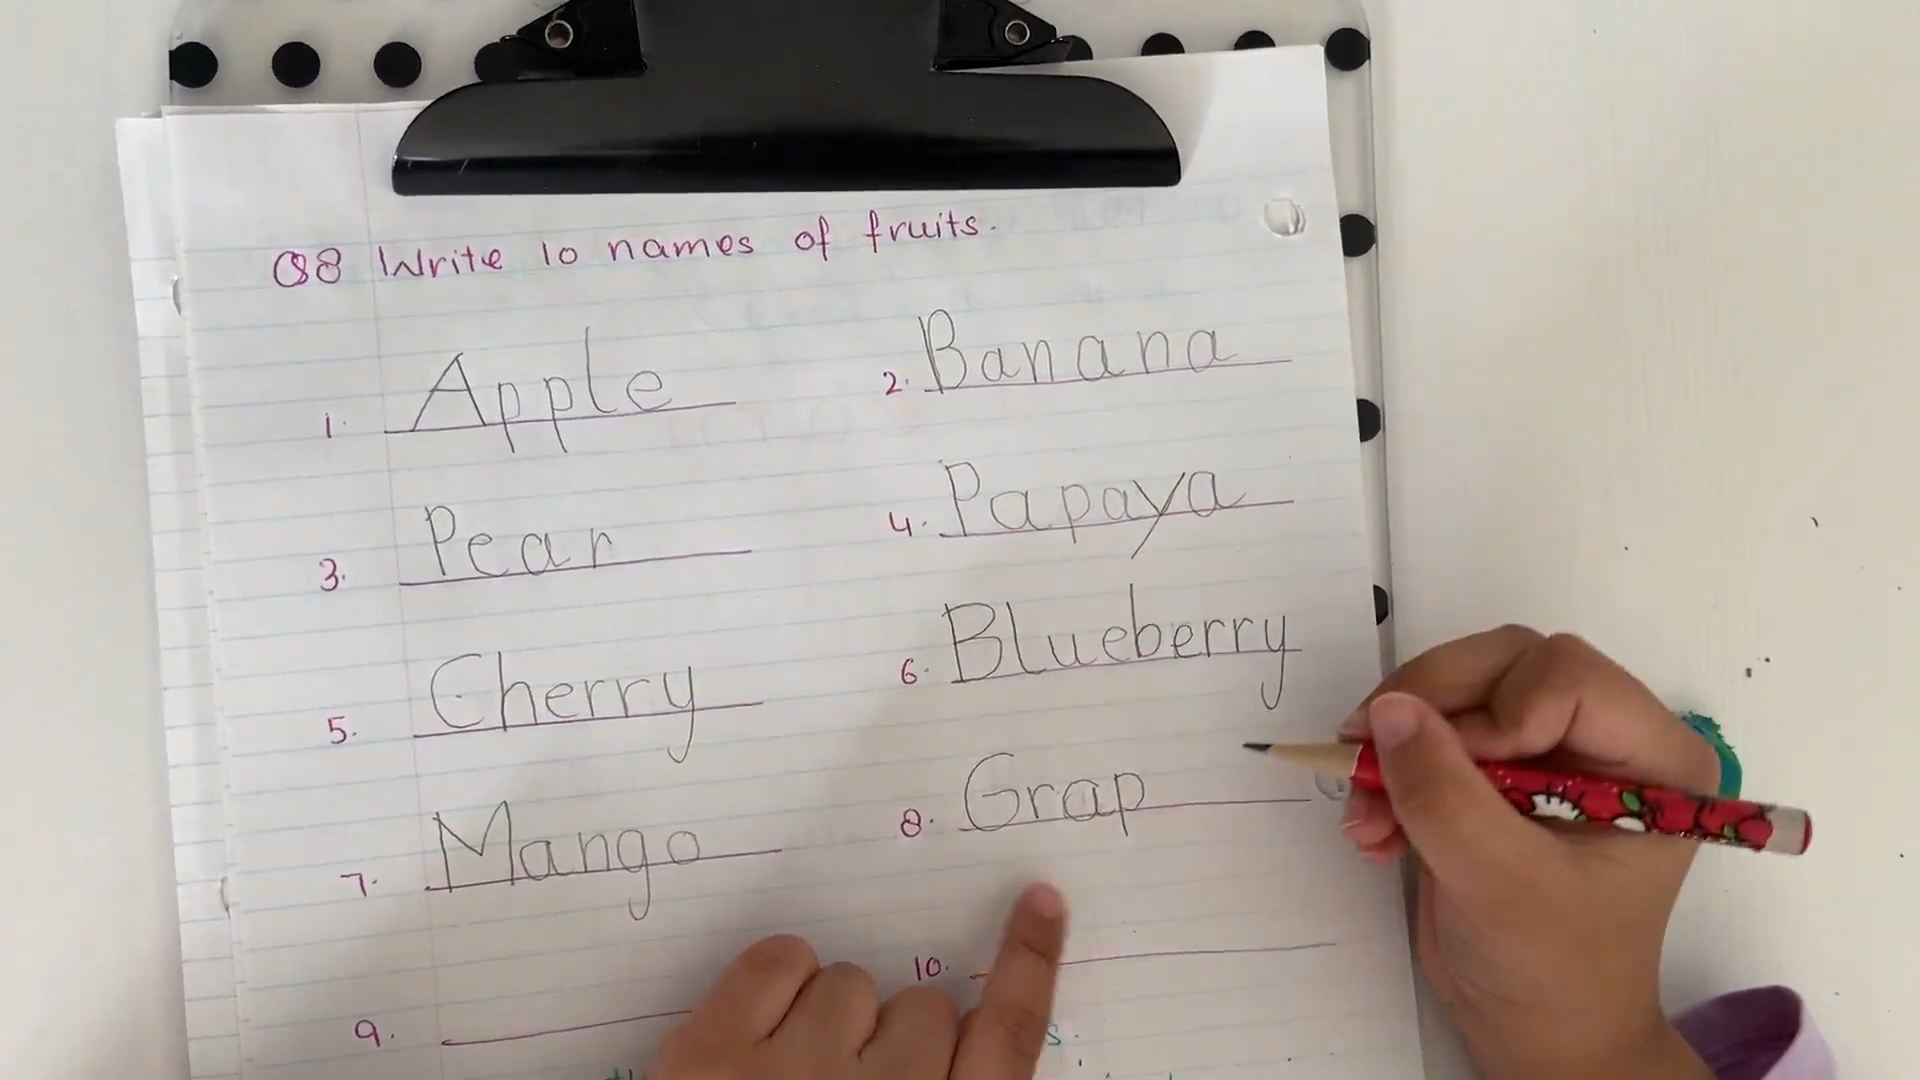 Q8 Write 10 names of fruits.
1. Apple 2. Banana
3. Pear 4. Papaya
5. Cherry 6. Blueberry
7. Mango 8. Grap
9. 10.